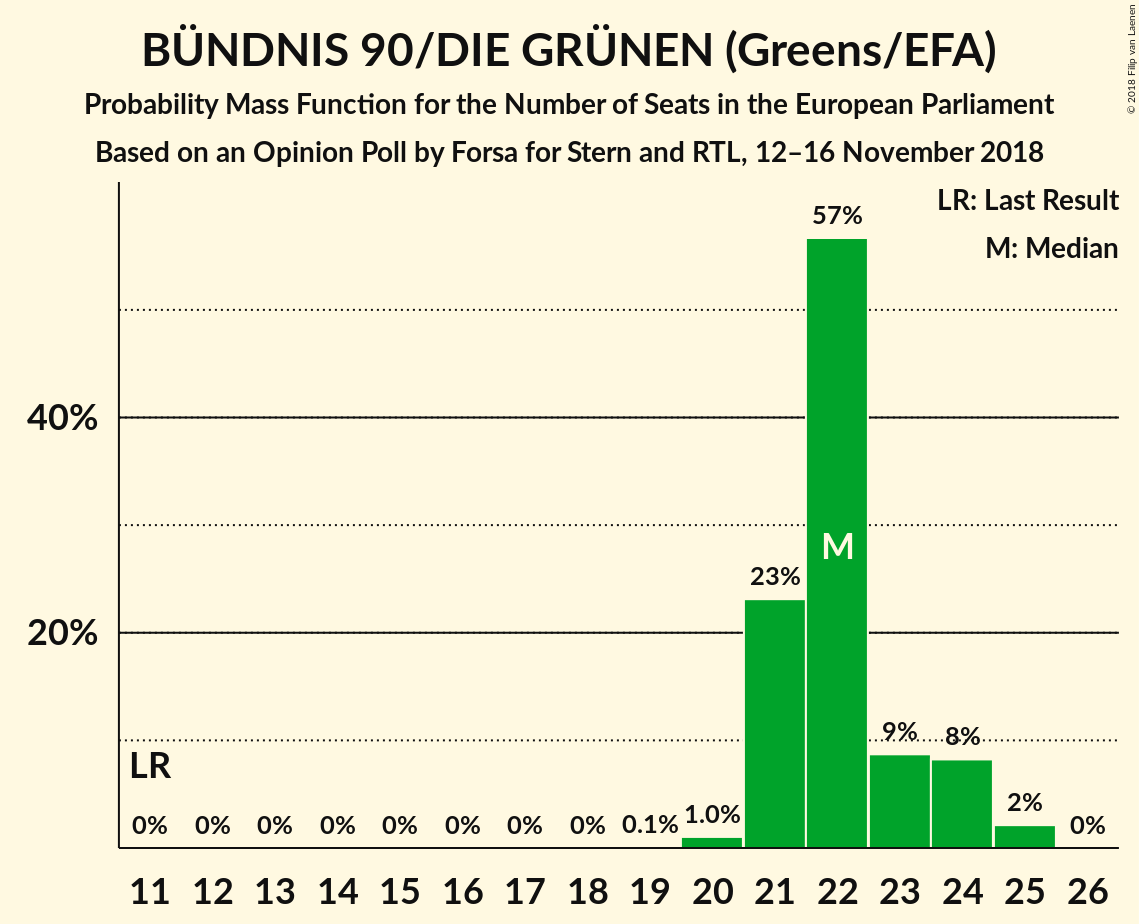 BÜNDNIS 90/DIE GRÜNEN (Greens/EFA)
Probability Mass Function for the Number of Seats in the European Parliament
Based on an Opinion Poll by Forsa for Stern and RTL, 12–16 November 2018
© 2018 Filip van Laenen
LR: Last Result
M: Median
57%
40%
M
23%
20%
9%
8%
LR
2%
1.0%
0% 0% 0% 0% 0% 0% 0% 0% 0.1% 0%
11 12 13 14 15 16 17 18 19 20 21 22 23 24 25 26